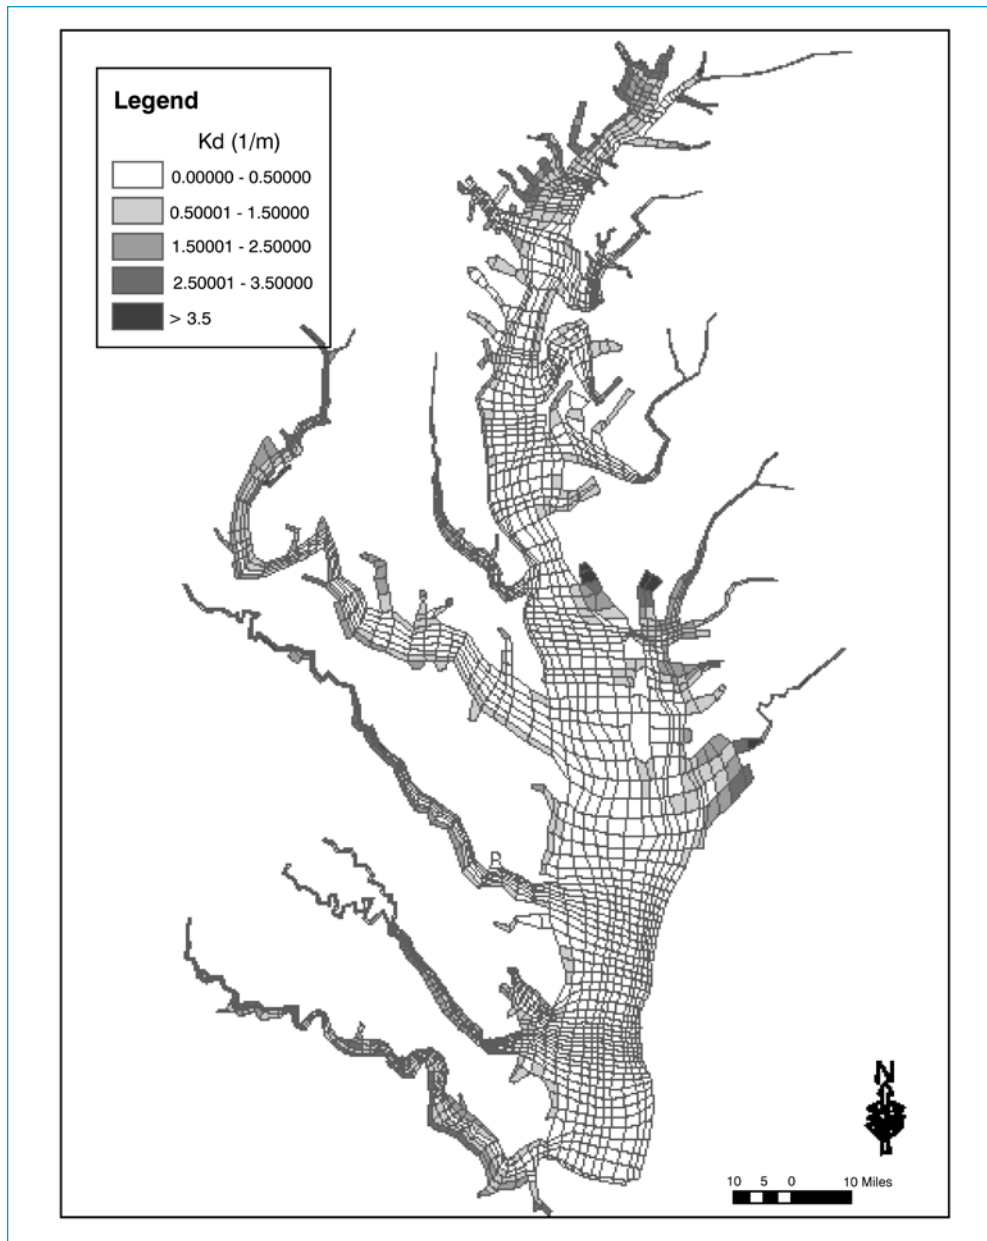 Legend
Kd (1/m)
0.00000 - 0.50000
0.50001 - 1.50000
1.50001 - 2.50000
2.50001 - 3.50000
> 3.5
N
10 5 0 10 Miles